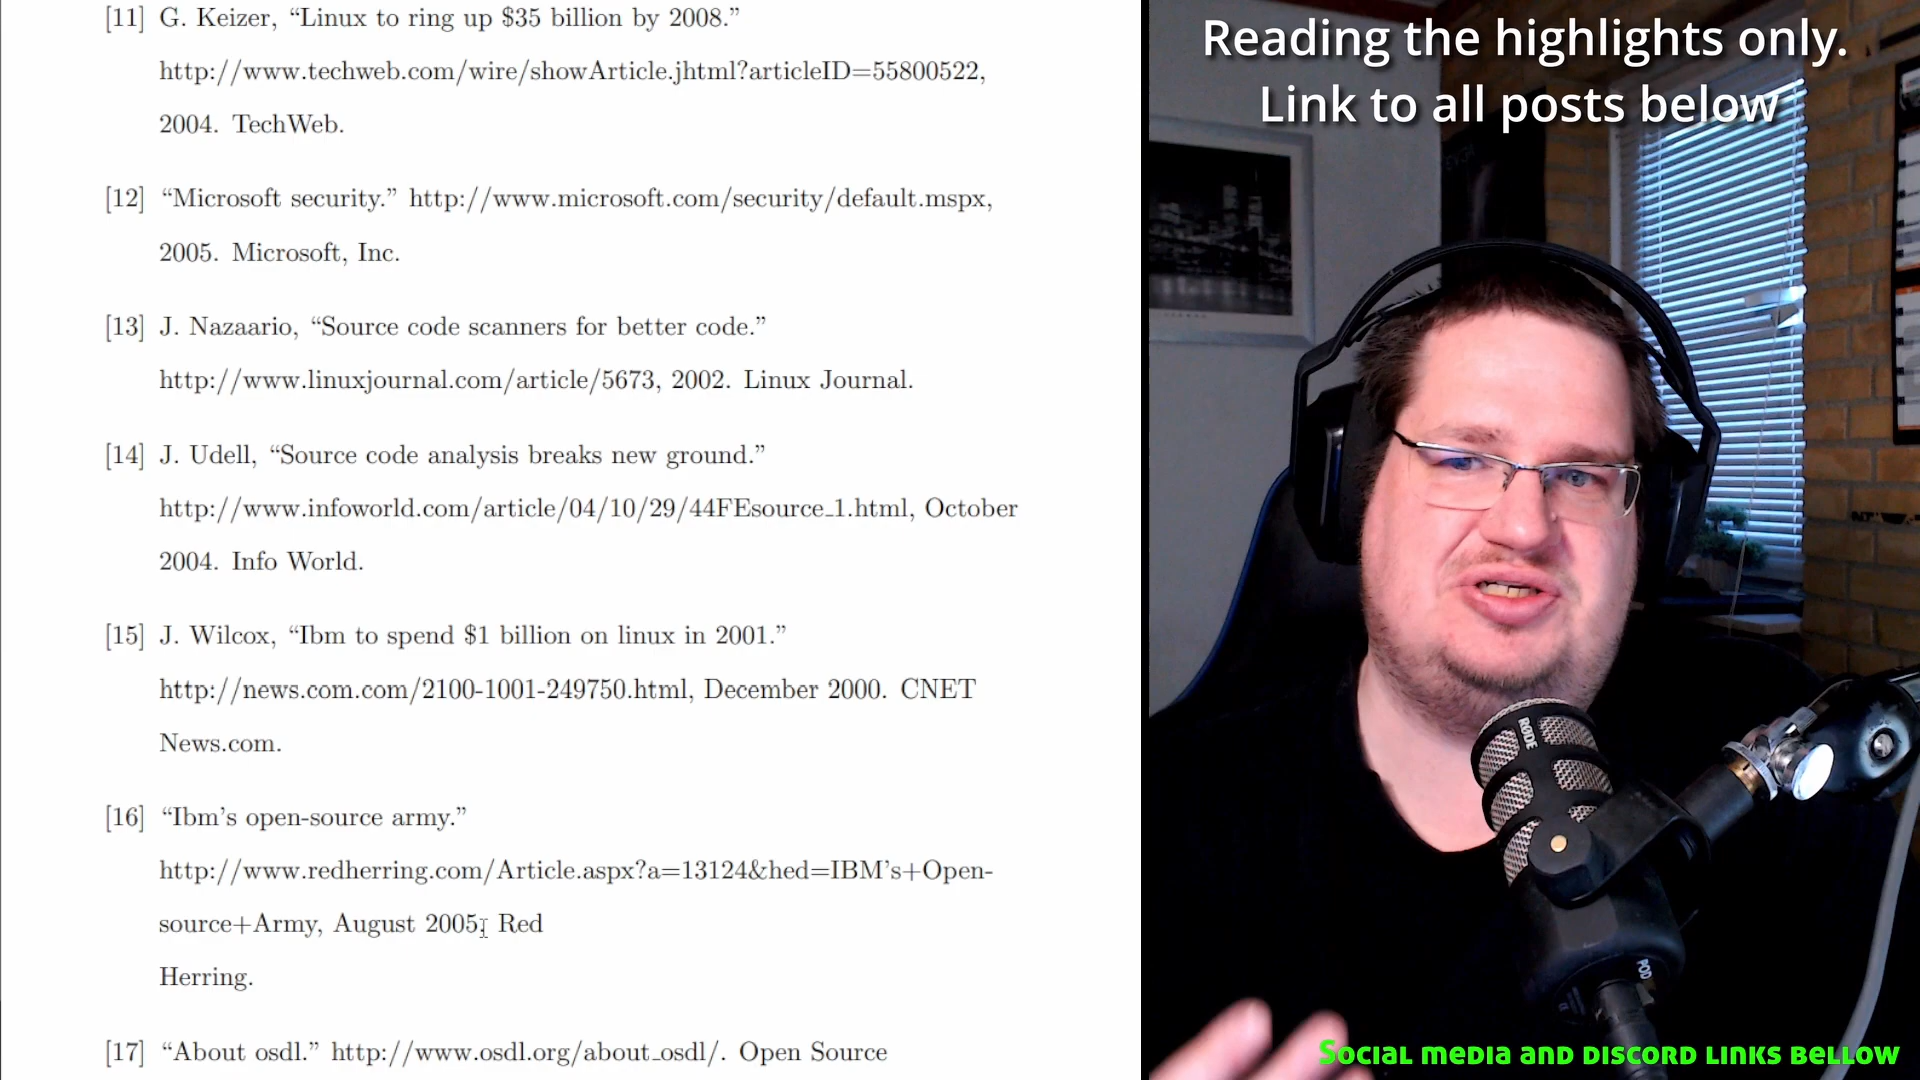 [11] G. Keizer, “Linux to ring up $35 billion by 2008.”
http://www.techweb.com/wire/showArticle.jhtml?articleID=55800522,
2004. TechWeb.
[12] “Microsoft security.” http://www.microsoft.com/security/default.mspx,
2005. Microsoft, Inc.
[13] J. Nazaario, “Source code scanners for better code.”
http://www.linuxjournal.com/article/5673, 2002. Linux Journal.
[14] J. Udell, “Source code analysis breaks new ground.”
http://www.infoworld.com/article/04/10/29/44FEsource_1.html, October
2004. Info World.
[15] J. Wilcox, “Ibm to spend $1 billion on linux in 2001.”
http://news.com.com/2100-1001-249750.html, December 2000. CNET
News.com.
[16] “Ibm’s open-source army.”
http://www.redherring.com/Article.aspx?a=13124&hed=IBM’s+Open-
source+Army, August 2005. Red
Herring.
[17] “About osdl.” http://www.osdl.org/about_osdl/. Open Source
Reading the highlights only.
Link to all posts below
RØDE
POD
Social media and discord links bellow